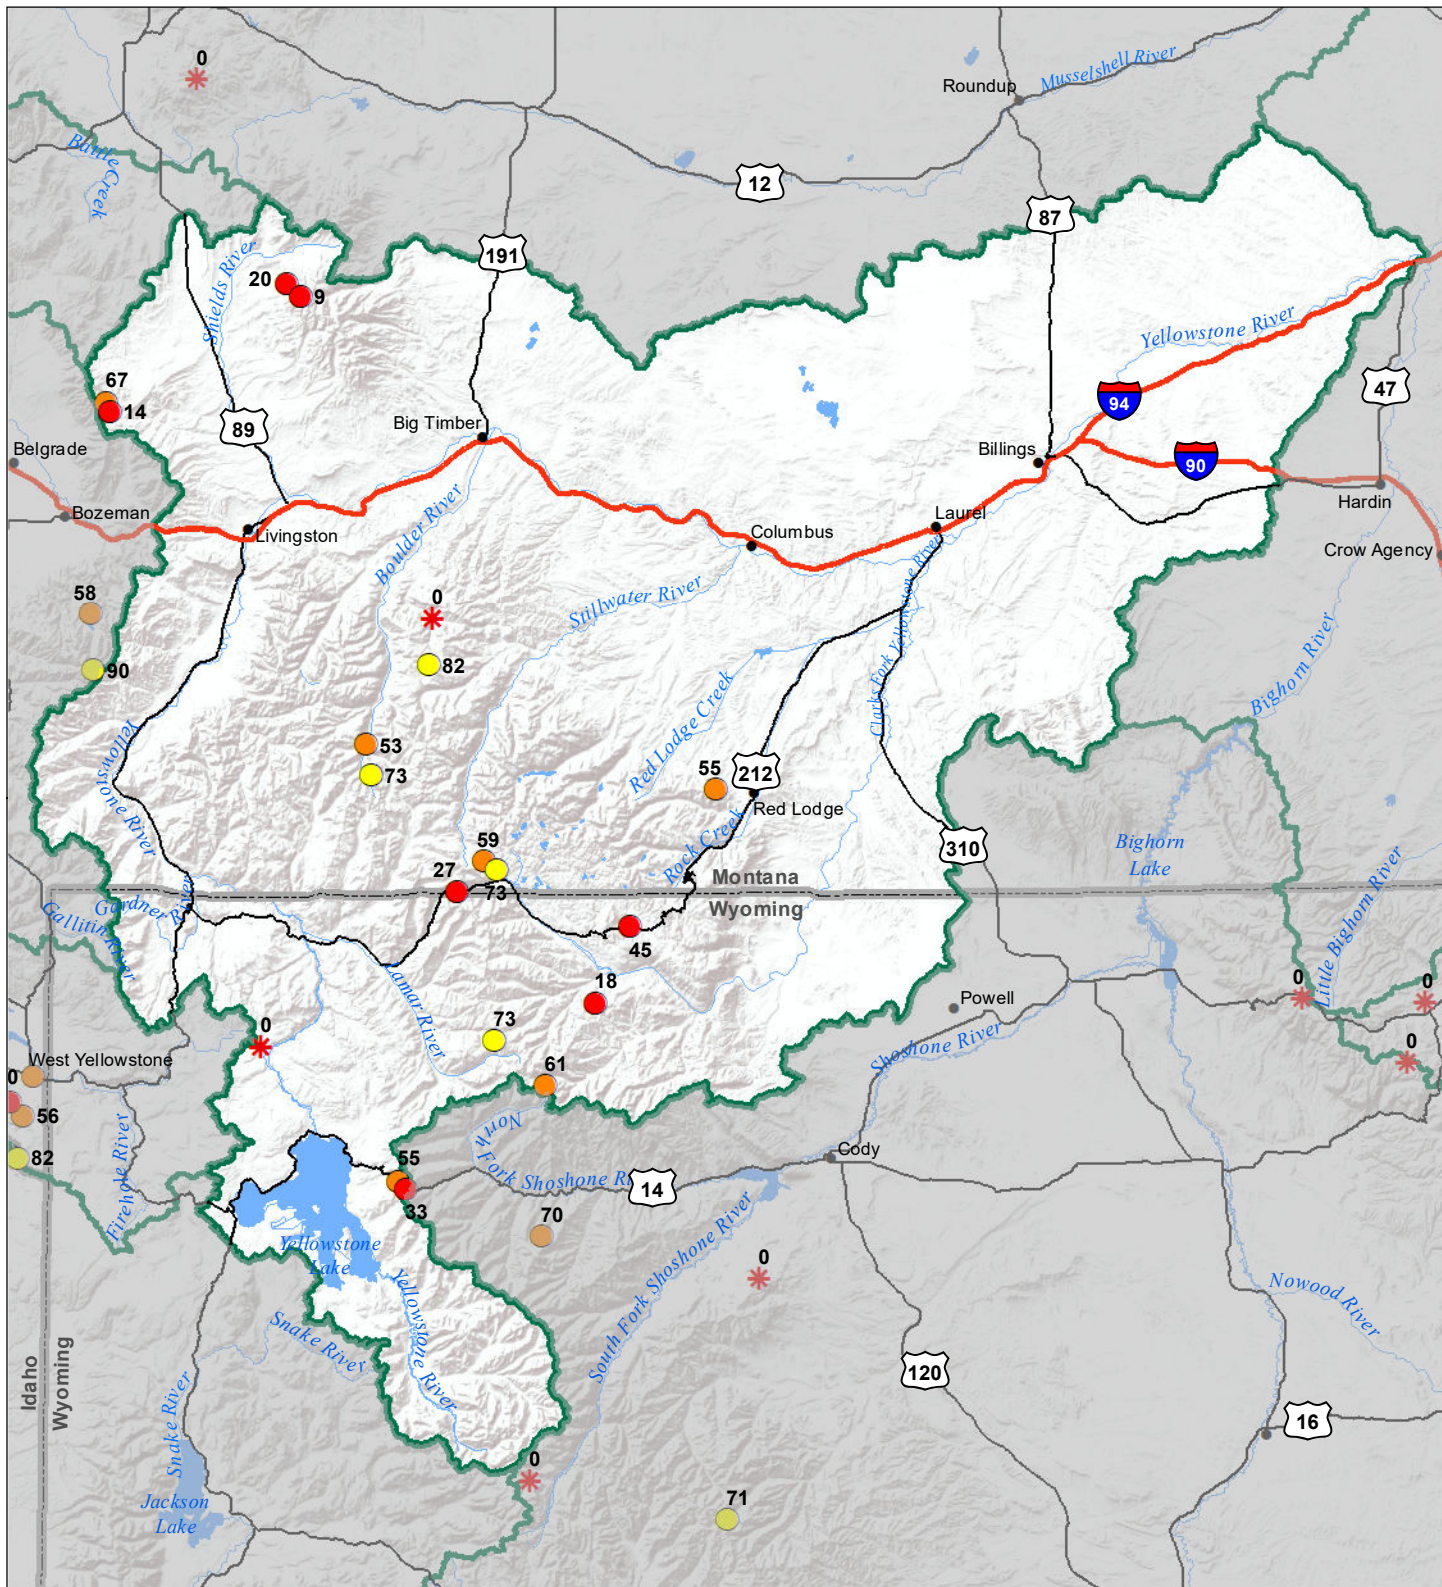 0
Roundup
Musselshell River
Battle
Creek
12
87
191
20
9
Shields River
Yellowstone River
67
14
47
94
89
Big Timber
Belgrade
Billings
90
Bozeman
Hardin
Livingston
Laurel
Columbus
Crow Agency
Boulder River
Stillwater River
58
0
90
82
Clarks Fork Yellowstone River
Bighorn River
Yellowstone River
53
73
Red Lodge Creek
55
212
Red Lodge
59
Rock Creek
310
Bighorn
Lake
27
73
Montana
Wyoming
Gardner River
Gallitin River
45
Little Bighorn River
18
0
0
Powell
Lamar River
73
0
Shoshone River
0
West Yellowstone
61
0
56
North
Fork Shoshone R
Cody
82
Firehole River
55
33
14
70
Yellowstone
Lake
South Fork Shoshone River
0
Yellowstone River
Nowood River
Snake River
120
Idaho
Wyoming
Snake River
16
0
71
Jackson
Lake